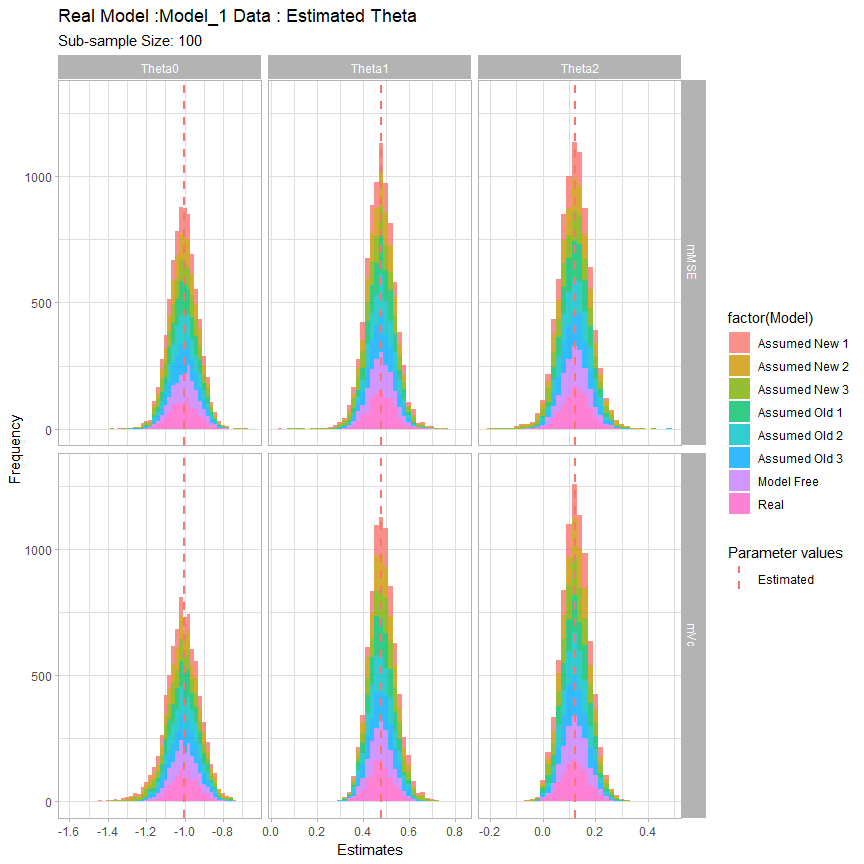 Real Model :Model_1 Data : Estimated Theta
Sub-sample Size: 100
Theta0 Theta1 Theta2
1000
500
0
mMSE
1000
500
0
mVc
-1.6 -1.4 -1.2 -1.0 -0.8 0.0 0.2 0.4 0.6 0.8 -0.2 0.0 0.2 0.4
Estimates
Frequency
factor(Model)
Assumed New 1
Assumed New 2
Assumed New 3
Assumed Old 1
Assumed Old 2
Assumed Old 3
Model Free
Real
Parameter values
Estimated